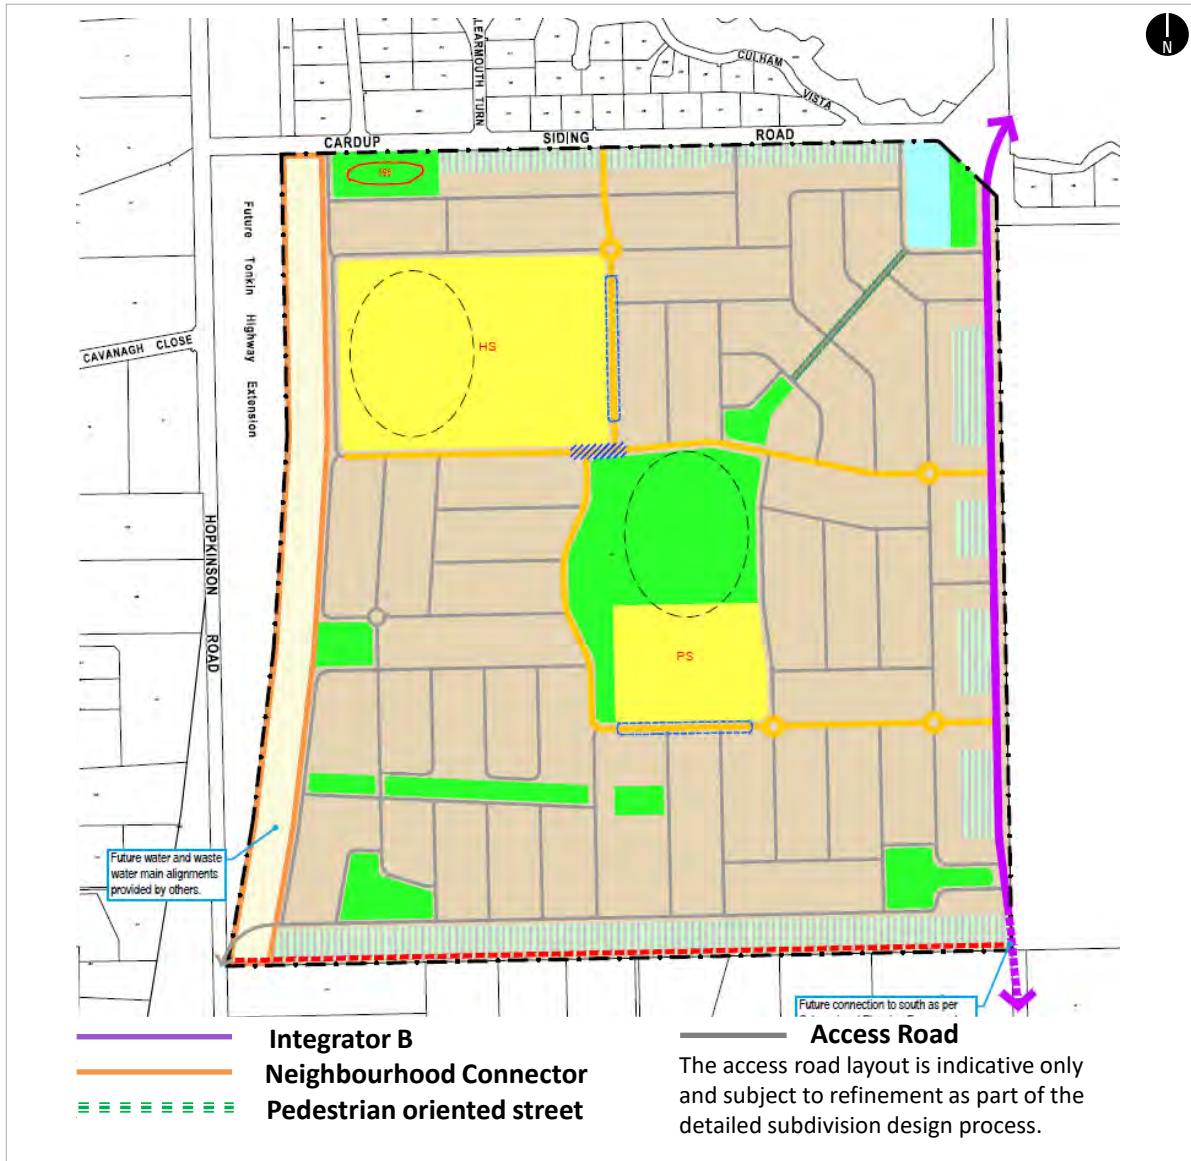 N
LEARMOUTH TURN
CULHAM
VISTA
CARDUP
SIDING
ROAD
Future Tonkin Highway Extension
CAVANAGH CLOSE
HS
HOPKINSON
ROAD
PS
Future water and waste
water main alignments
provided by others.
Future connection to south as per
Integrator B
Neighbourhood Connector
Pedestrian oriented street
Access Road
The access road layout is indicative only
and subject to refinement as part of the
detailed subdivision design process.